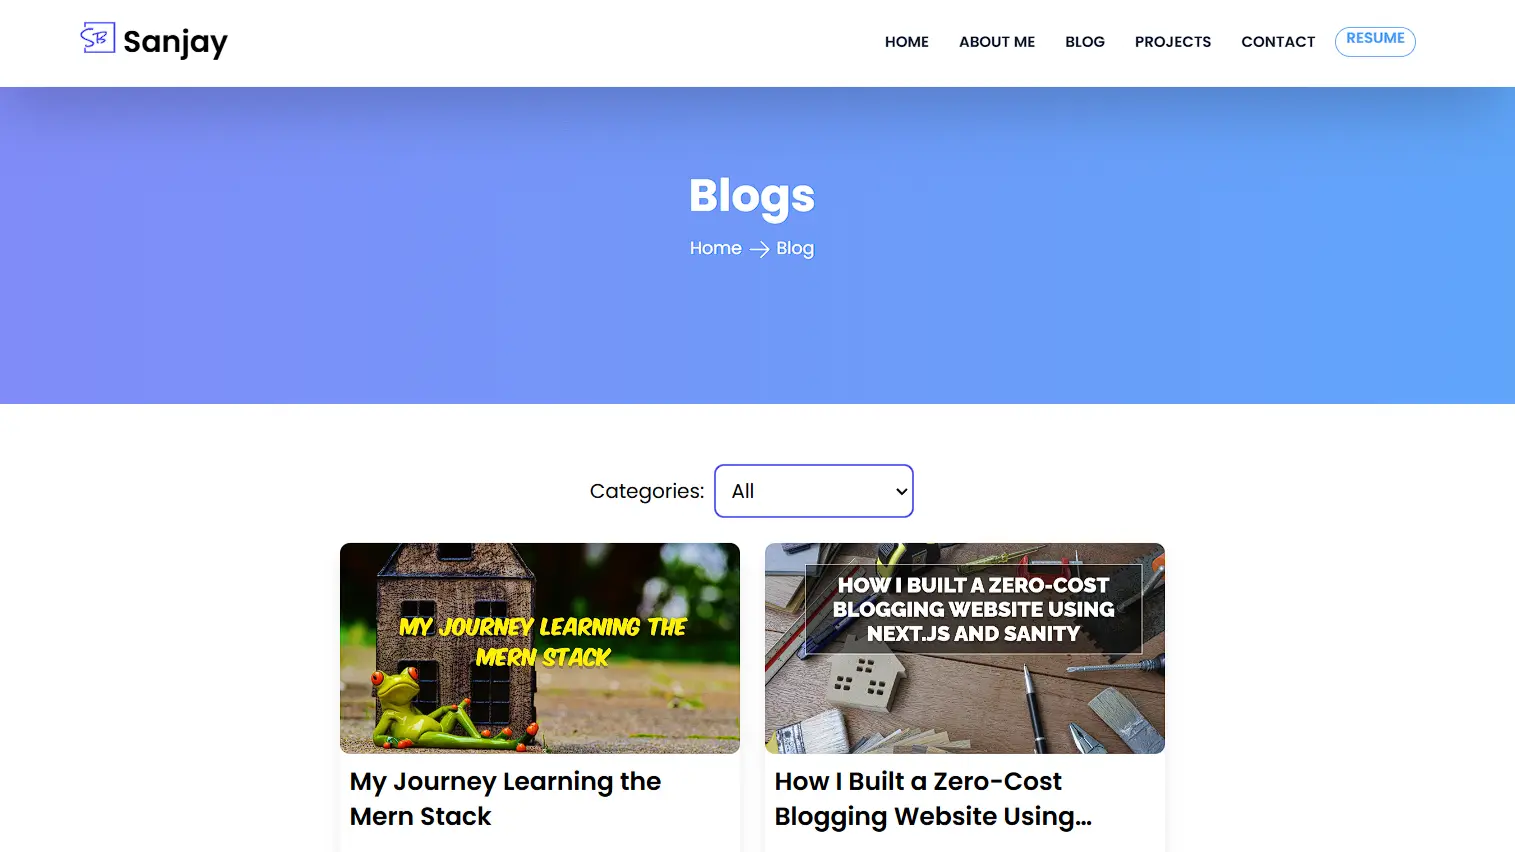 SB Sanjay
HOME ABOUT ME BLOG PROJECTS CONTACT RESUME
Blogs
Home → Blog
Categories: All
MY JOURNEY LEARNING THE
MERN STACK
HOW I BUILT A ZERO-COST
BLOGGING WEBSITE USING
NEXT.JS AND SANITY
My Journey Learning the
Mern Stack
How I Built a Zero-Cost
Blogging Website Using...